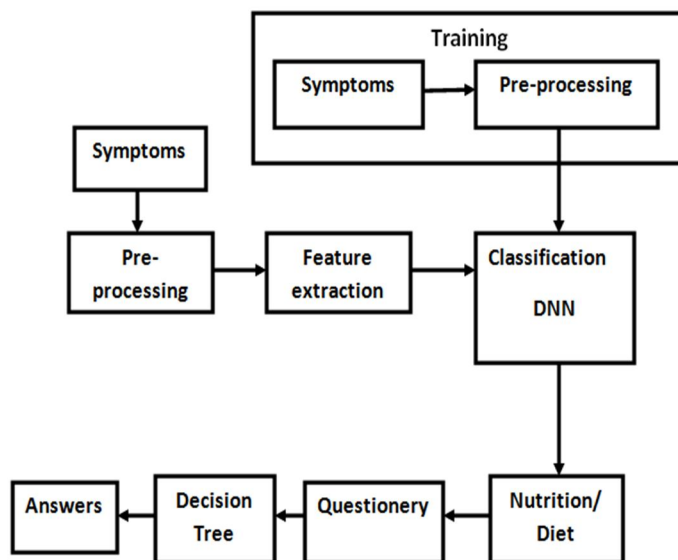 Training
Symptoms
Pre-processing
Symptoms
Pre-
processing
Feature
extraction
Classification
DNN
Answers
Decision
Tree
Questionery
Nutrition/
Diet